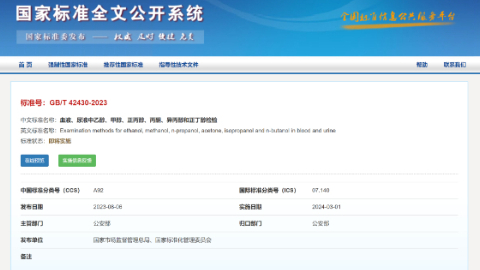 国家标准全文公开系统
国家标准委发布 —— 权威 及时 便捷 免费
全国标准信息公共服务平台
首页 强制性国家标准 推荐性国家标准 指导性技术文件 帮助 联系我们
标准号：GB/T 42430-2023
中文标准名称：血液、尿液中乙醇、甲醇、正丙醇、丙酮、异丙醇和正丁醇检验
英文标准名称：Examination methods for ethanol, methanol, n-propanol, acetone, isopropanol and n-butanol in blood and urine
标准状态：即将实施
在线预览
中国标准分类号（CCS） A92 国际标准分类号（ICS） 07.140
发布日期 实施日期 2024-03-01
主管部门 公安部 归口部门 公安部
发布单位 国家市场监督管理总局、国家标准化管理委员会
备注